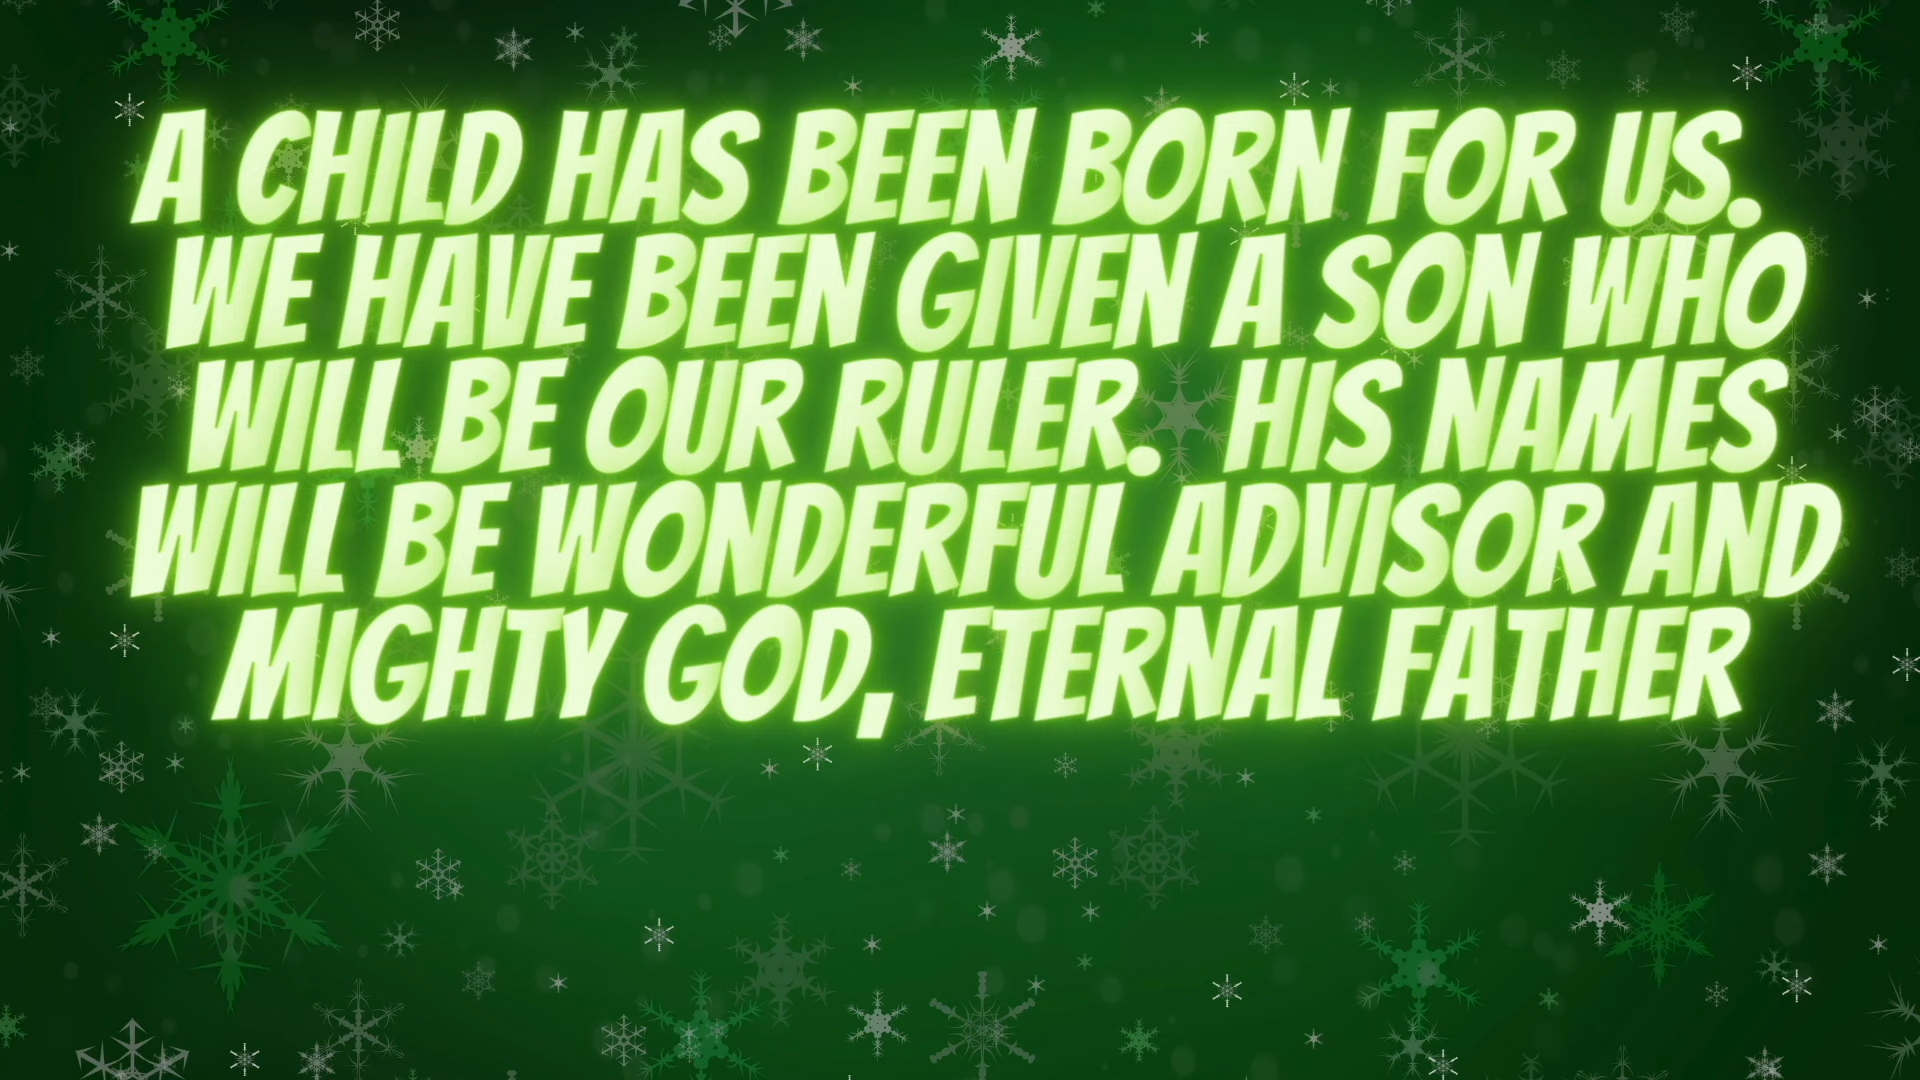 A CHILD HAS BEEN BORN FOR US.
WE HAVE BEEN GIVEN A SON WHO
WILL BE OUR RULER. HIS NAMES
WILL BE WONDERFUL ADVISOR AND
MIGHTY GOD, ETERNAL FATHER